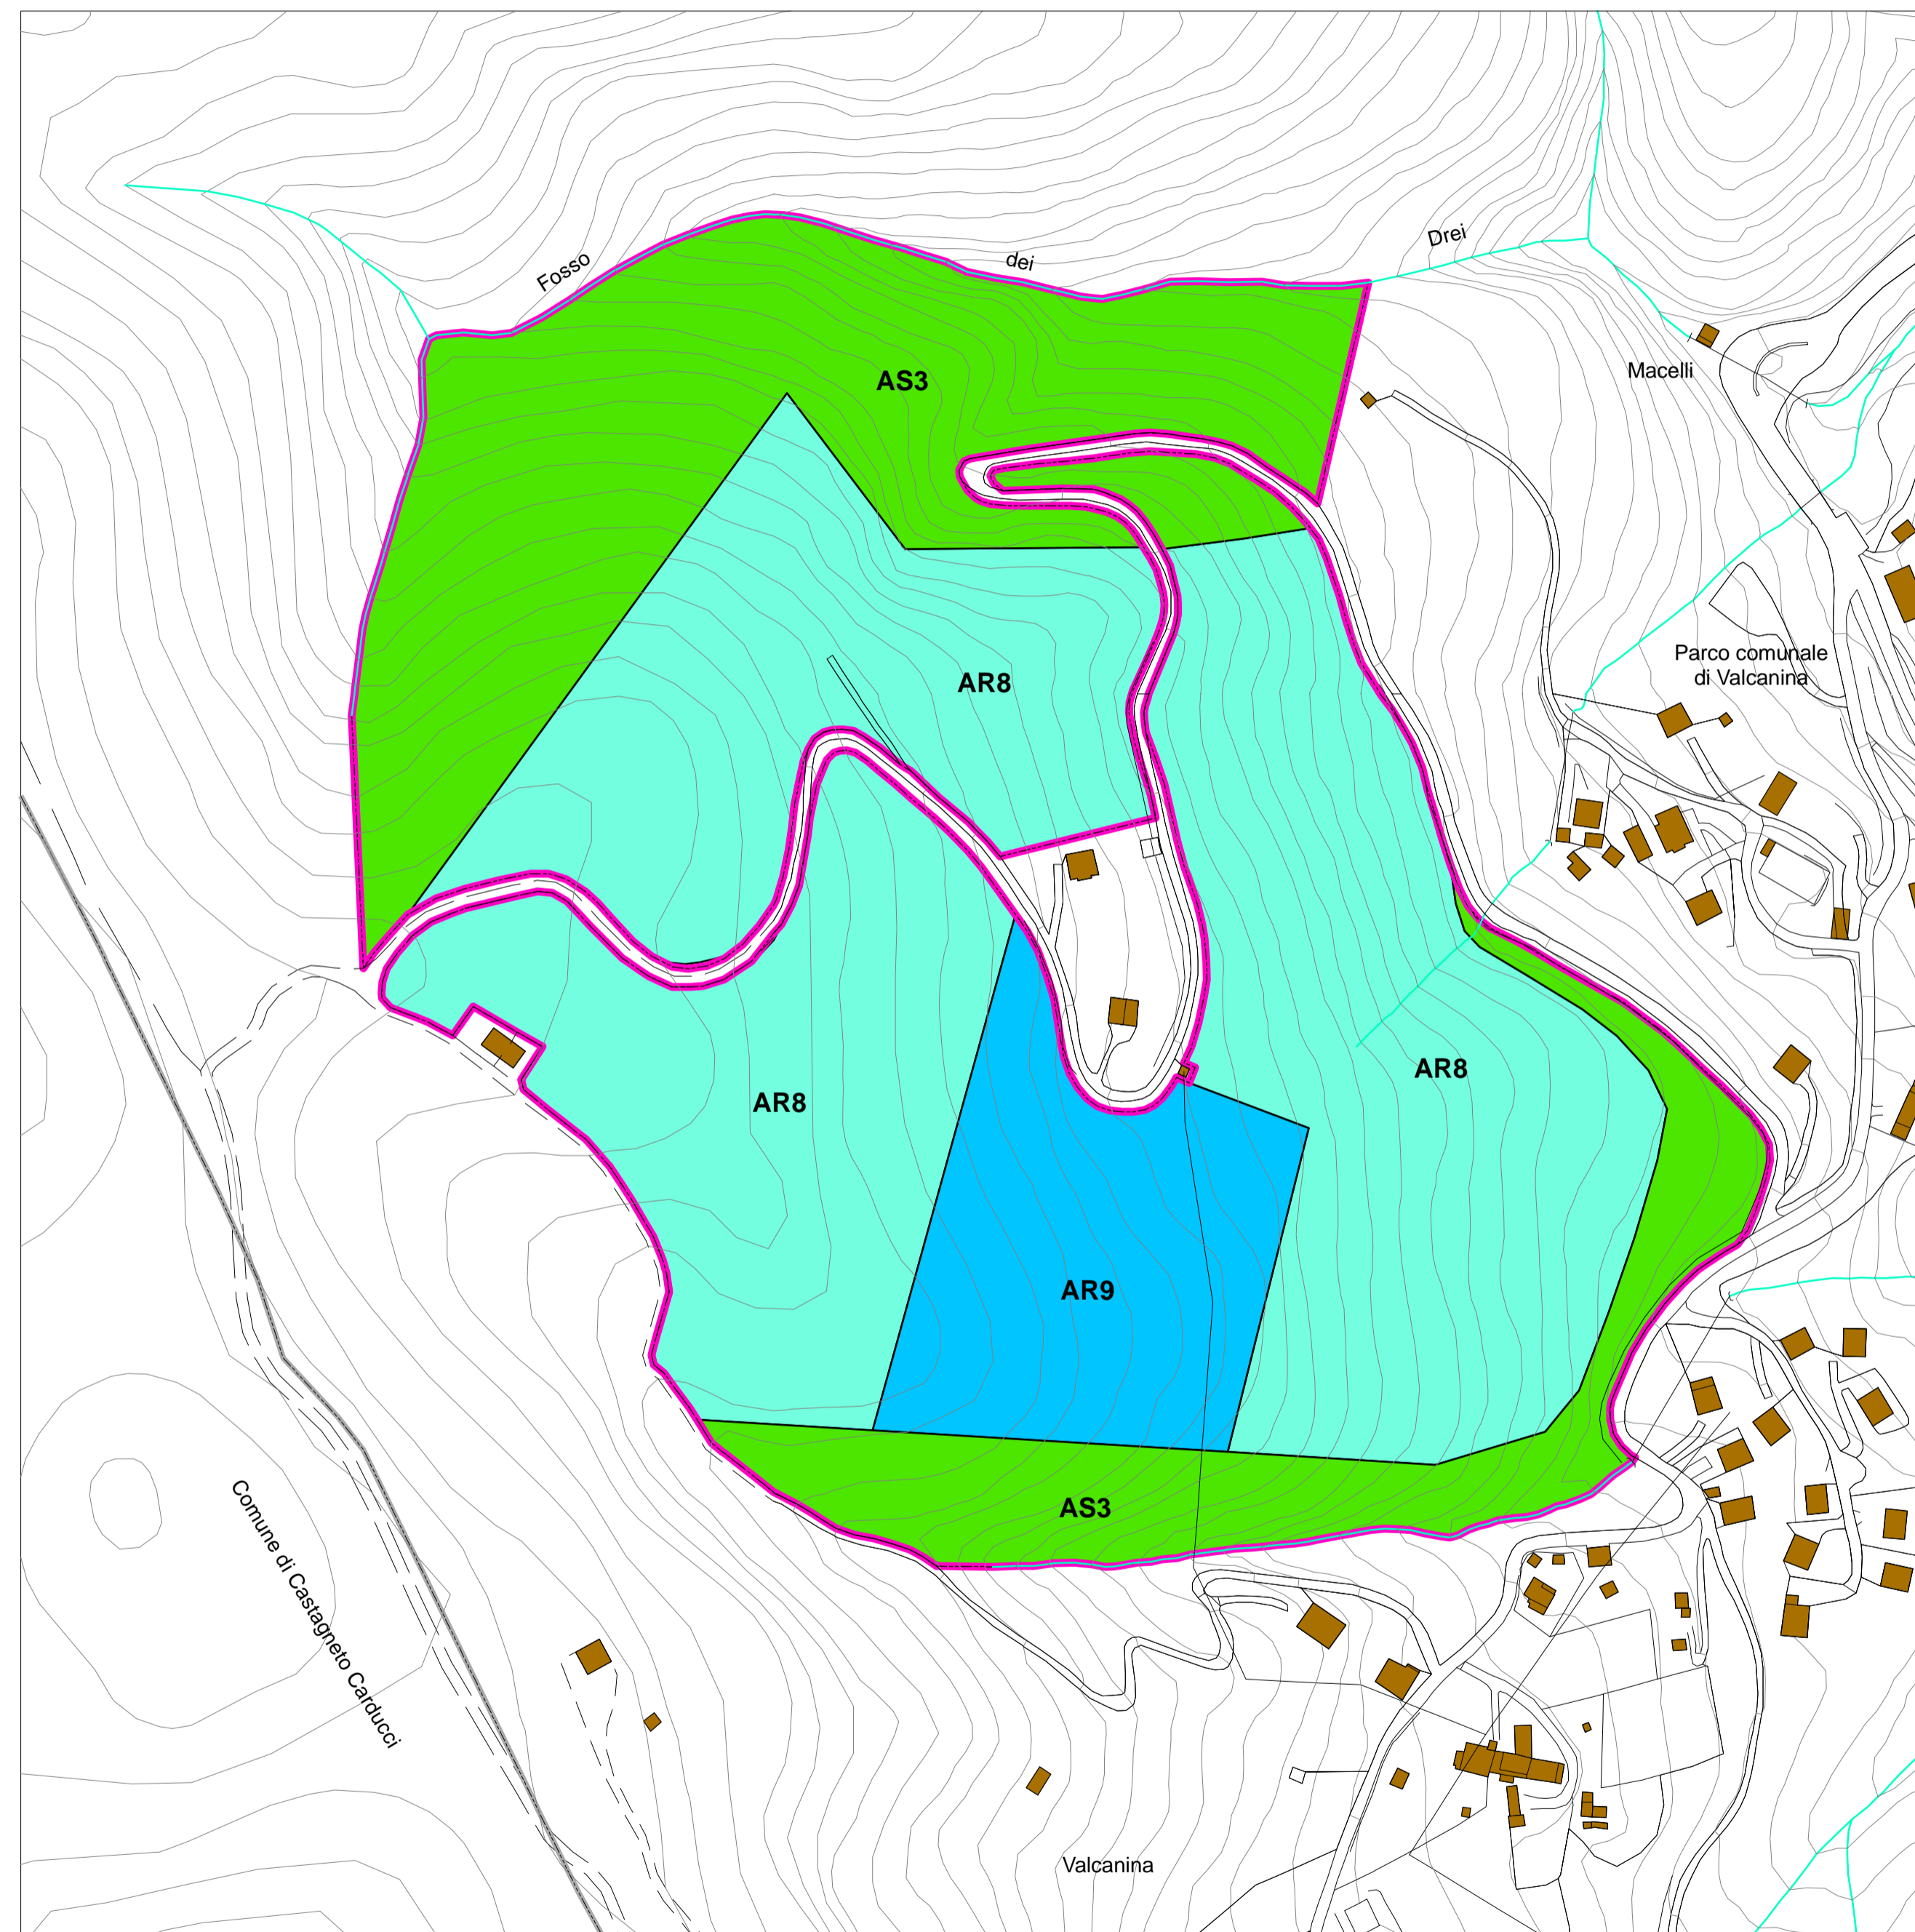 Fosso
dei
Drei
Macelli
AS3
Parco comunale
di Valcanina
AR8
AR8
AR8
AR9
AS3
Comune di Castagneto Carducci
Valcanina